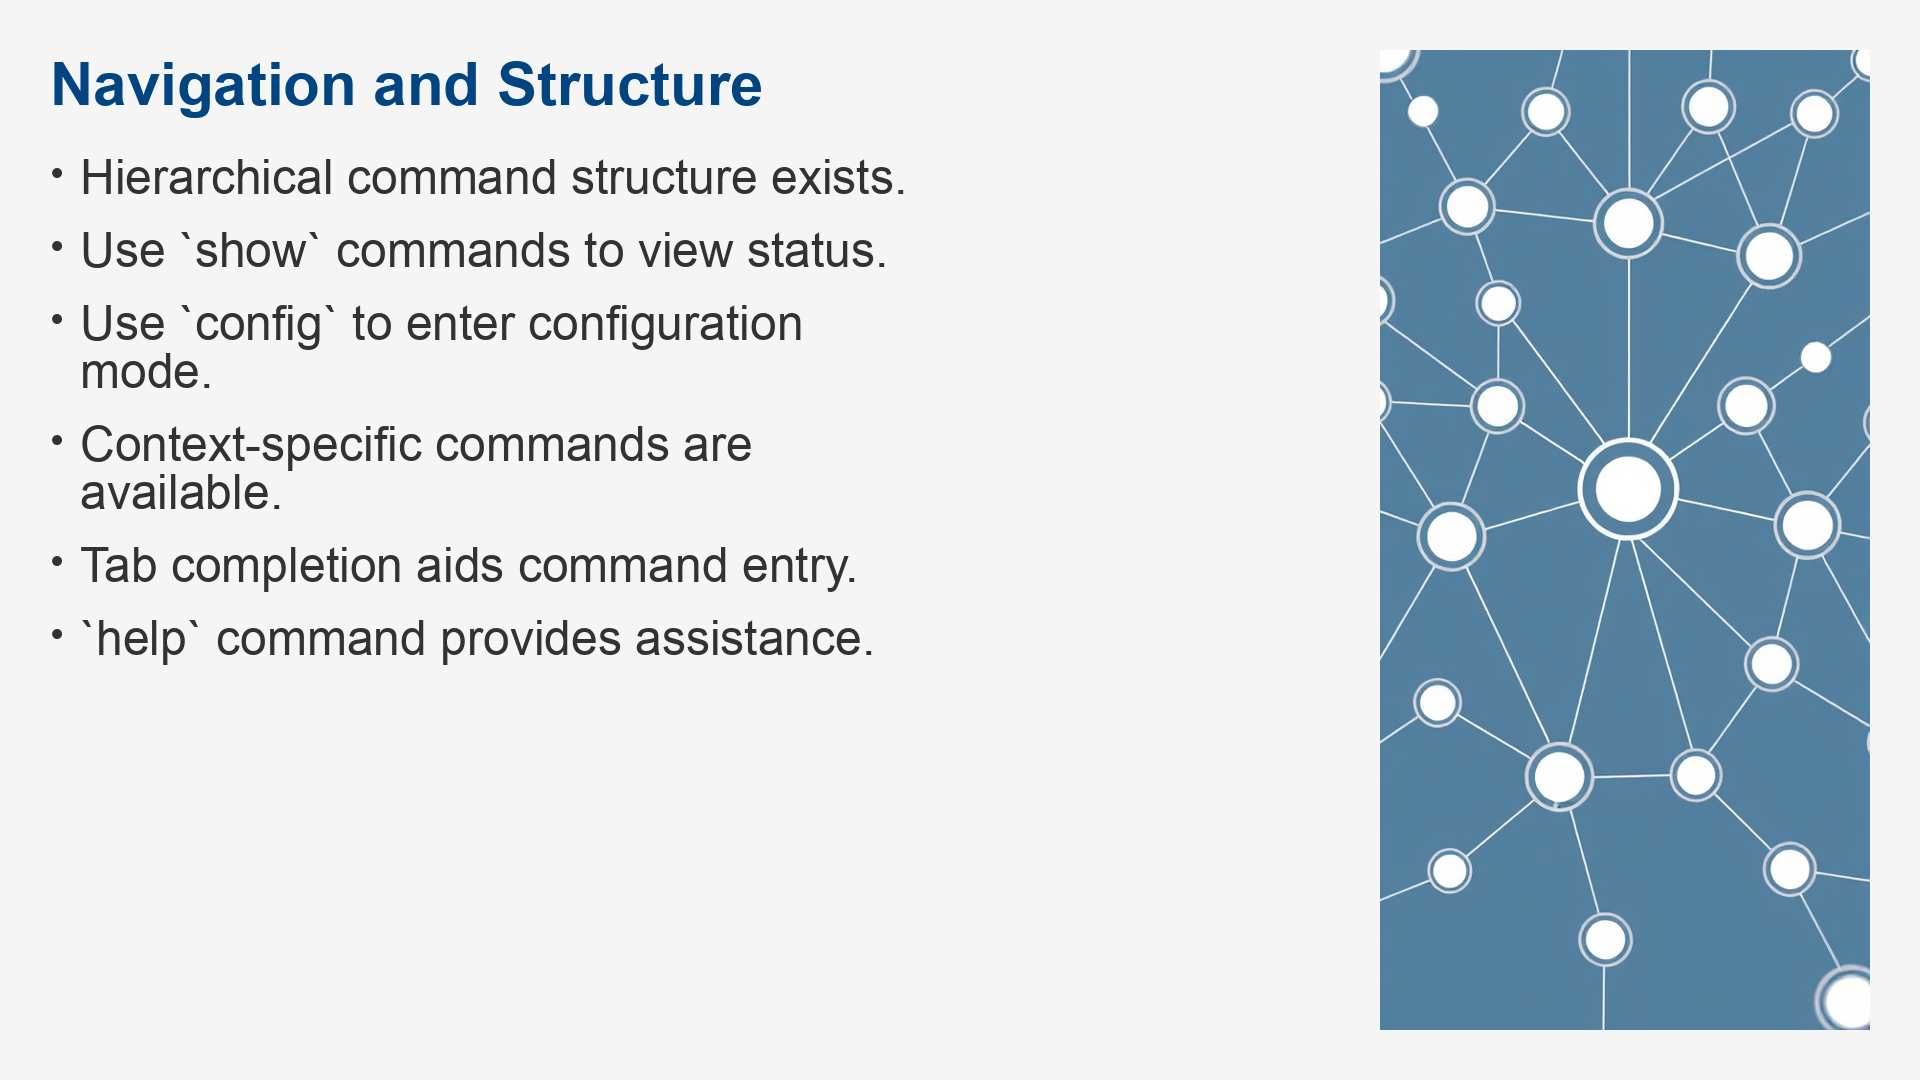 Navigation and Structure
• Hierarchical command structure exists.
• Use `show` commands to view status.
• Use `config` to enter configuration
mode.
• Context-specific commands are
available.
• Tab completion aids command entry.
• `help` command provides assistance.